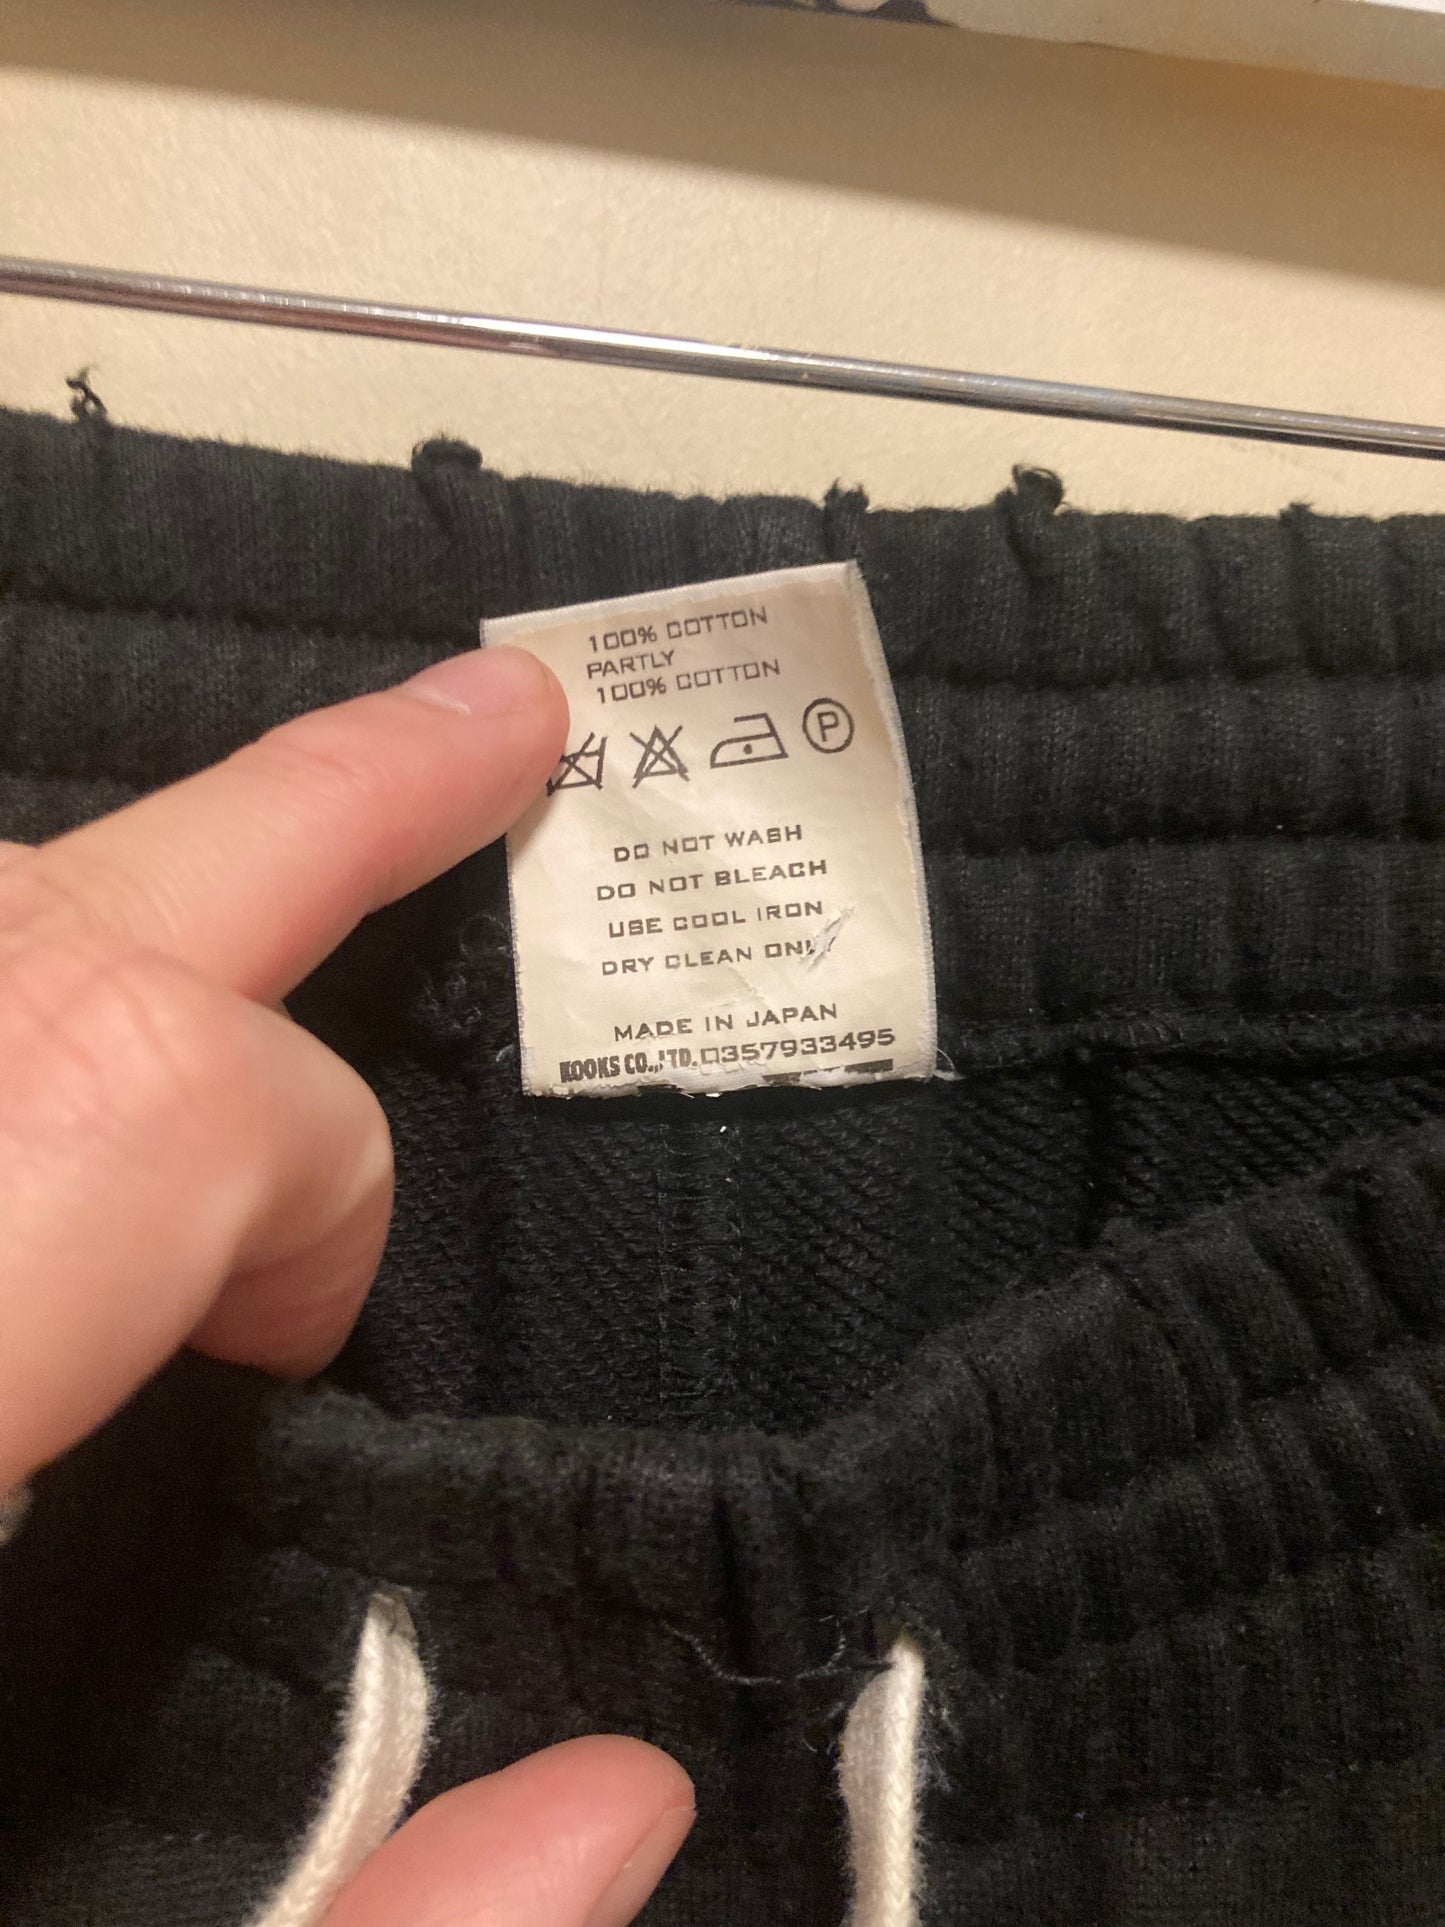 100% COTTON
PARTLY
100% COTTON
P
DO NOT WASH
DO NOT BLEACH
USE COOL IRON
DRY CLEAN ONLY
MADE IN JAPAN
KOOKS CO.,LTD. 0357933495